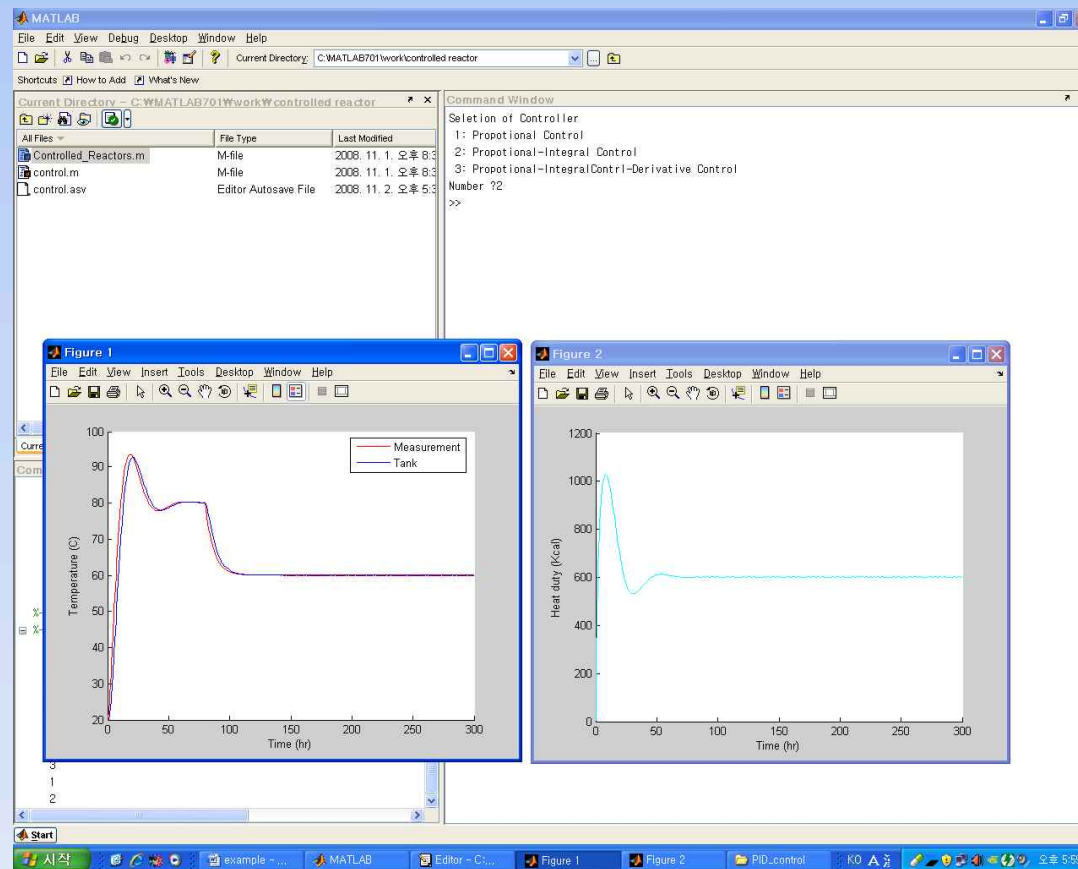 MATLAB
File Edit View Debug Desktop Window Help
Current Directory: C:\MATLAB701\work\controlled reactor
Shortcuts How to Add What's New
Current Directory - C:₩MATLAB701₩work₩controlled reactor
All Files File Type Last Modified
Controlled_Reactors.m M-file 2008. 11. 1. 오후 8:3
control.m M-file 2008. 11. 1. 오후 8:3
control.asv Editor Autosave File 2008. 11. 2. 오후 5:3
Command Window
Seletion of Controller
1: Propotional Control
2: Propotional-Integral Control
3: Propotional-IntegralContrl-Derivative Control
Number ?2
>>
Curre
Com
%-
%-
Figure 1
File Edit View Insert Tools Desktop Window Help
100
90
80
70
60
50
40
30
20
0 50 100 150 200 250 300
Temperature (C)
Time (hr)
Measurement
Tank
Figure 2
File Edit View Insert Tools Desktop Window Help
1200
1000
800
600
400
200
0
0 50 100 150 200 250 300
Heat duty (Kcal)
Time (hr)
3
1
2
Start
시작 example - ... MATLAB Editor - C:... Figure 1 Figure 2 PID_control KO A 오후 5:55